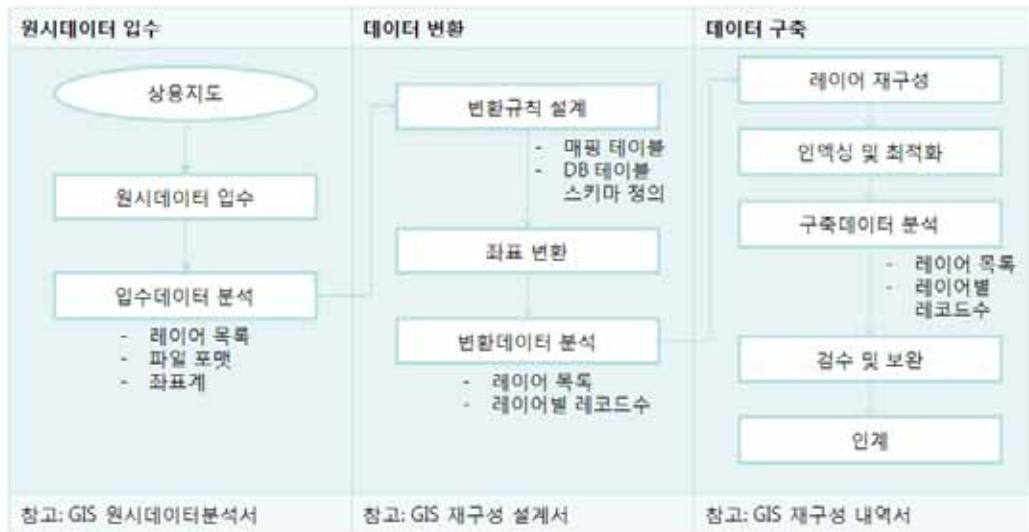 원시데이터 입수
상용지도
원시데이터 입수
입수데이터 분석
- 레이어 목록
- 파일 포맷
- 좌표계
참고: GIS 원시데이터분석서
데이터 변환
변환규칙 설계
- 매핑 테이블
- DB 테이블
스키마 정의
좌표 변환
변환데이터 분석
- 레이어 목록
- 레이어별 레코드수
참고: GIS 재구성 설계서
데이터 구축
레이어 재구성
인덱싱 및 최적화
구축데이터 분석
- 레이어 목록
- 레이어별
레코드수
검수 및 보완
인계
참고: GIS 재구성 내역서